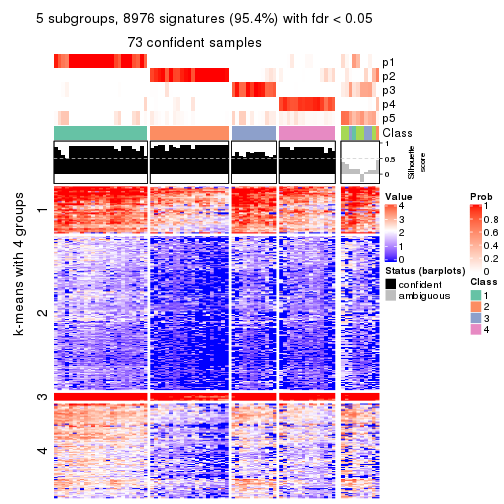 5 subgroups, 8976 signatures (95.4%) with fdr < 0.05
73 confident samples
p1
p2
p3
p4
p5
Class
1
0.5
0
Silhouette
score
k-means with 4 groups
1
2
3
4
Value
4
3
2
1
0
Status (barplots)
confident
ambiguous
Prob
1
0.8
0.6
0.4
0.2
0
Class
1
2
3
4